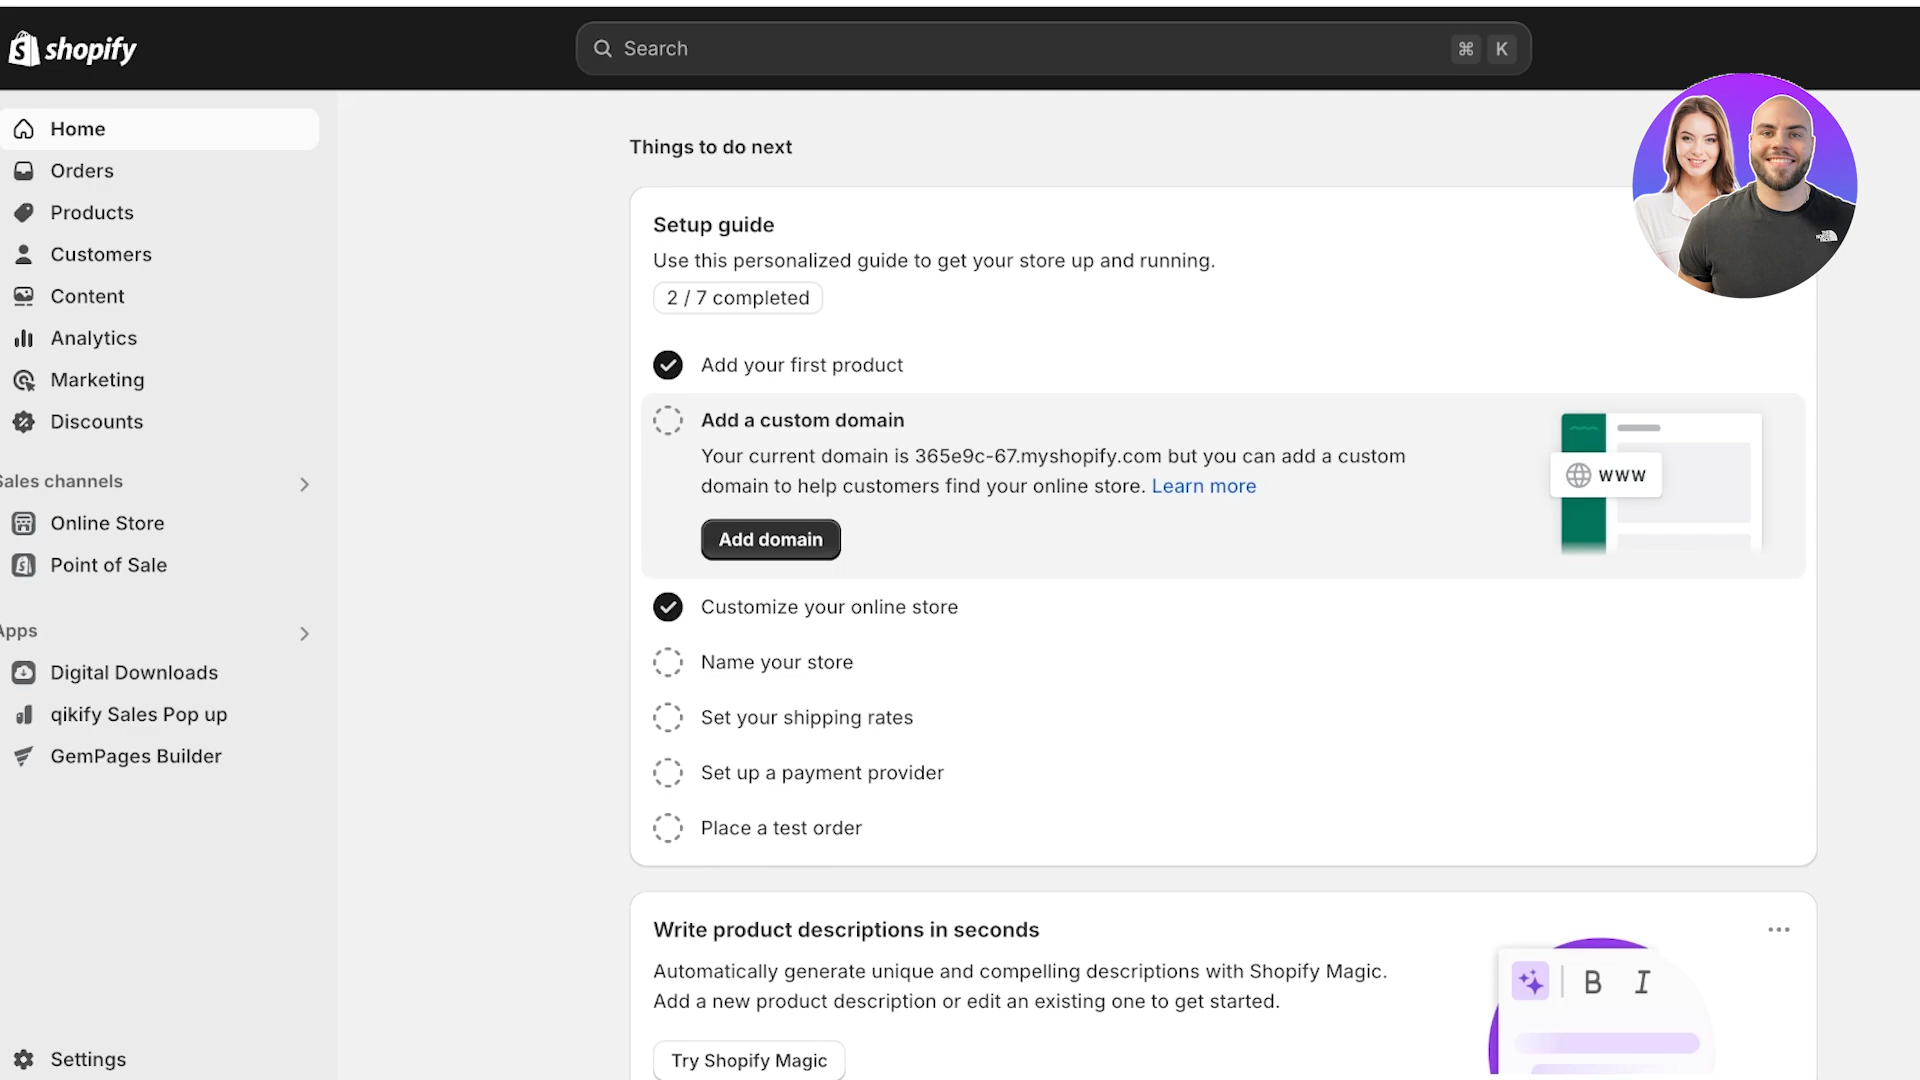 shopify
Search
⌘ K
Home
Orders
Products
Customers
Content
Analytics
Marketing
Discounts
Sales channels
Online Store
Point of Sale
Apps
Digital Downloads
qikify Sales Pop up
GemPages Builder
Settings
Things to do next
Setup guide
Use this personalized guide to get your store up and running.
2 / 7 completed
Add your first product
Add a custom domain
Your current domain is 365e9c-67.myshopify.com but you can add a custom
domain to help customers find your online store. Learn more
Add domain
www
Customize your online store
Name your store
Set your shipping rates
Set up a payment provider
Place a test order
Write product descriptions in seconds
Automatically generate unique and compelling descriptions with Shopify Magic.
Add a new product description or edit an existing one to get started.
Try Shopify Magic
B I
THE NORTH FACE